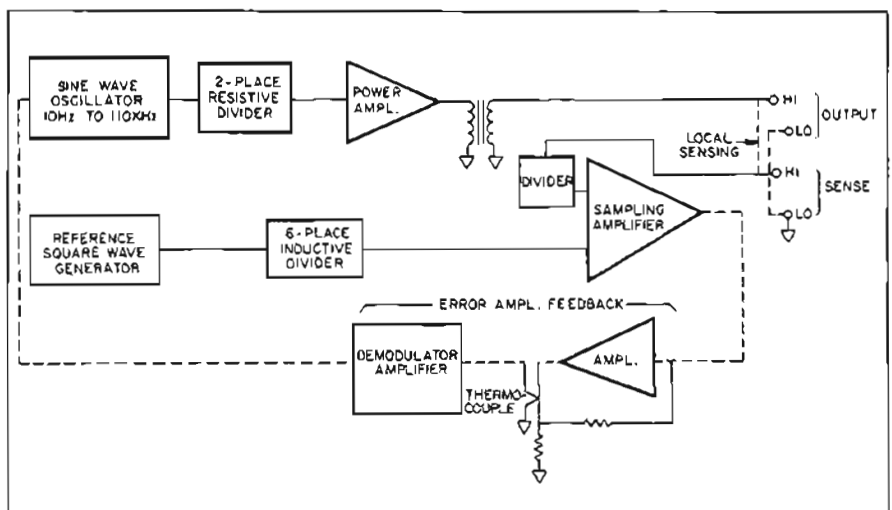 SINE WAVE
OSCILLATOR
10HZ TO 110KHZ
2-PLACE
RESISTIVE
DIVIDER
POWER
AMPL.
HI
LO
OUTPUT
LOCAL
SENSING
HI
LO
SENSE
DIVIDER
SAMPLING
AMPLIFIER
REFERENCE
SQUARE WAVE
GENERATOR
6-PLACE
INDUCTIVE
DIVIDER
ERROR AMPL. FEEDBACK
DEMODULATOR
AMPLIFIER
AMPL.
THERMO-
COUPLE